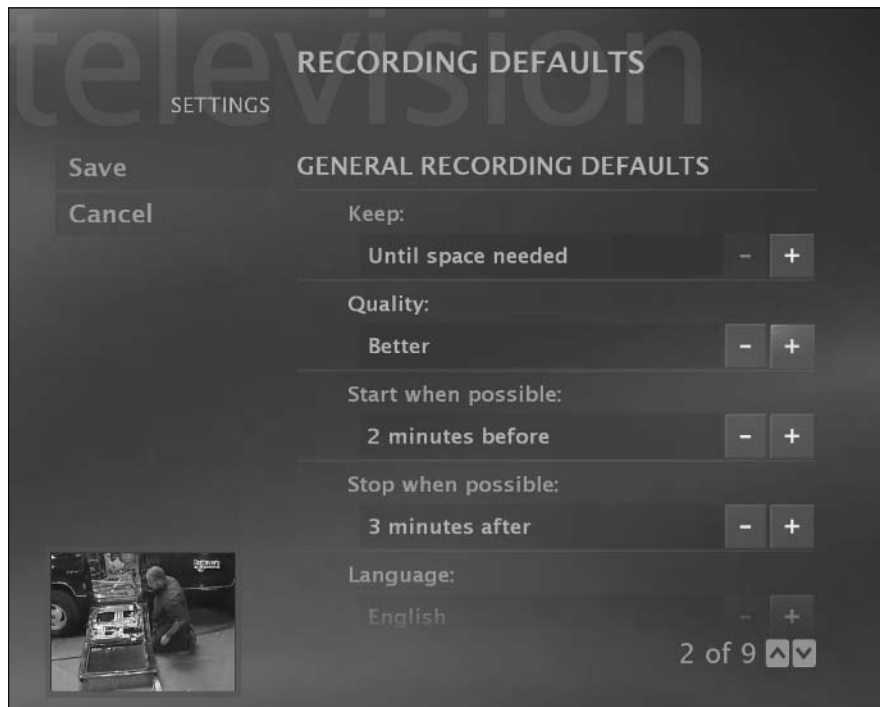 television
RECORDING DEFAULTS
SETTINGS
Save
Cancel
GENERAL RECORDING DEFAULTS
Keep:
Until space needed - +
Quality:
Better - +
Start when possible:
2 minutes before - +
Stop when possible:
3 minutes after - +
Language:
English - +
2 of 9
Discovery